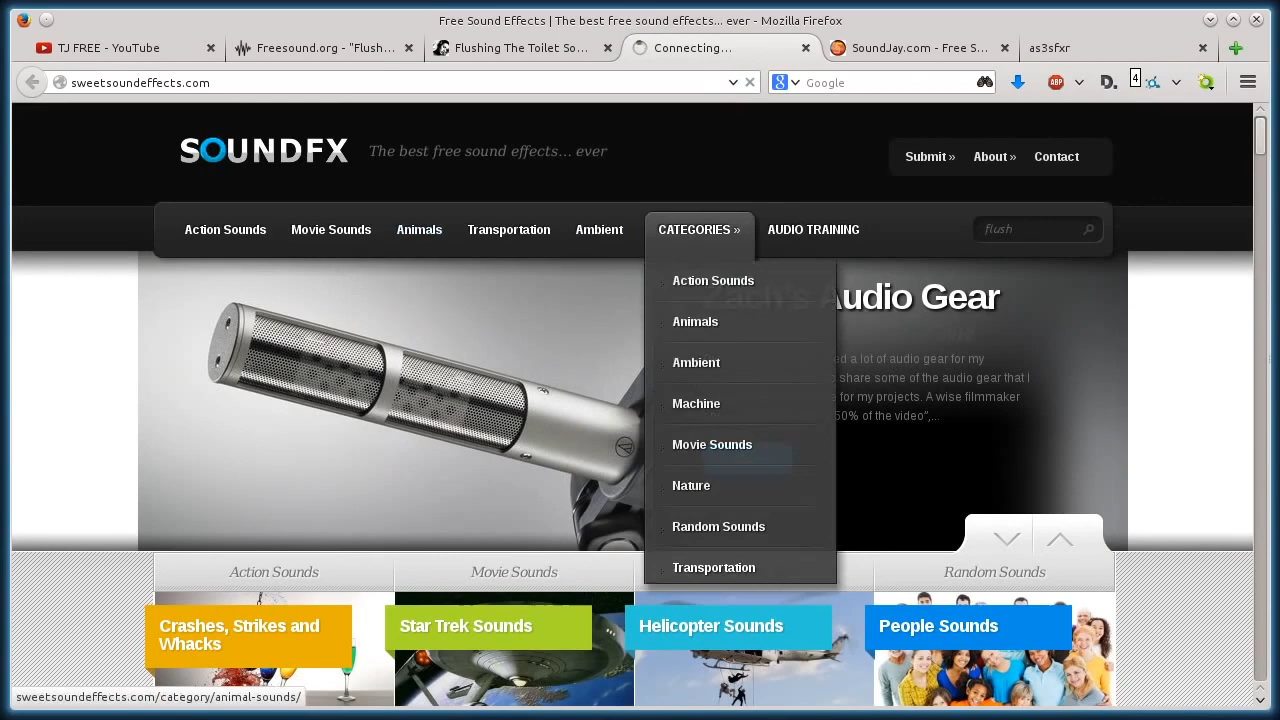 Free Sound Effects | The best free sound effects... ever - Mozilla Firefox
TJ FREE - YouTube
Freesound.org - "Flush...
Flushing The Toilet So...
Connecting...
SoundJay.com - Free S...
as3sfxr
sweetsoundeffects.com
Google
ABP
D.
4
SOUNDFX
The best free sound effects... ever
Submit »
About »
Contact
Action Sounds
Movie Sounds
Animals
Transportation
Ambient
CATEGORIES »
AUDIO TRAINING
flush
Action Sounds
Animals
Ambient
Machine
Movie Sounds
Nature
Random Sounds
Transportation
Zach's Audio Gear
ed a lot of audio gear for my
share some of the audio gear that I
e for my projects. A wise filmmaker
50% of the video",...
Action Sounds
Movie Sounds
Random Sounds
Crashes, Strikes and
Whacks
Star Trek Sounds
Helicopter Sounds
People Sounds
sweetsoundeffects.com/category/animal-sounds/